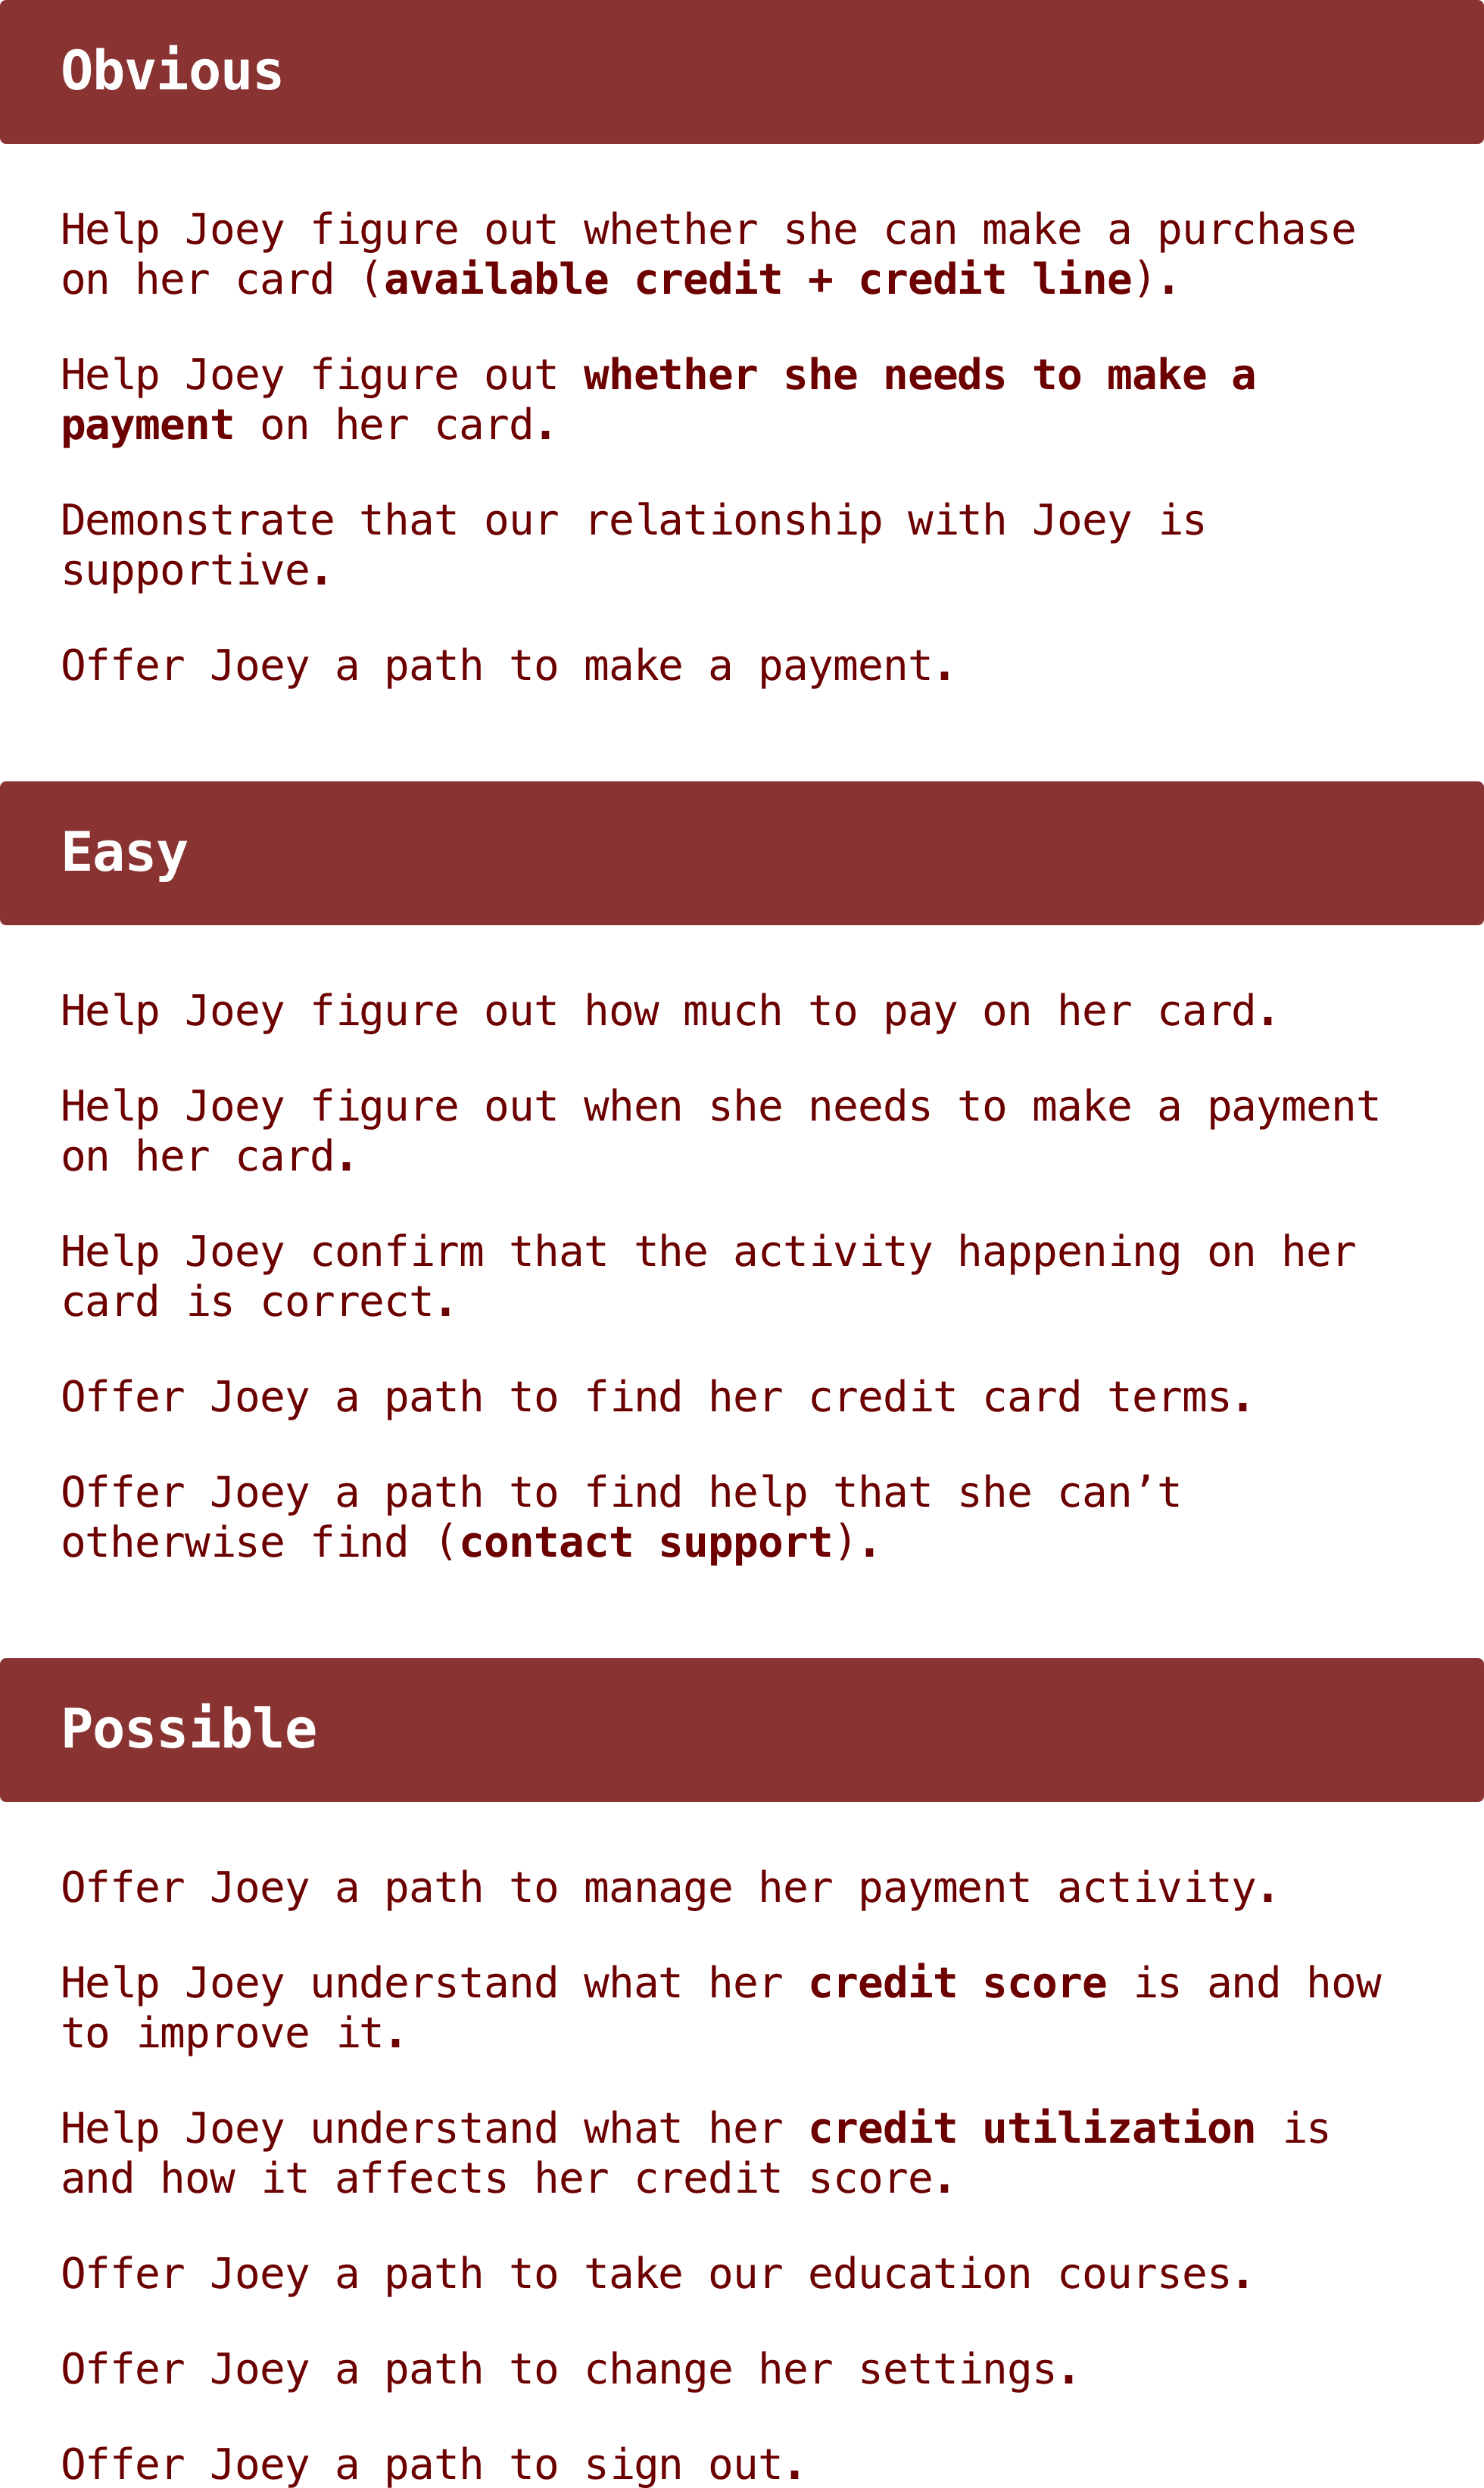 Obvious
Help Joey figure out whether she can make a purchase
on her card (available credit + credit line).
Help Joey figure out whether she needs to make a
payment on her card.
Demonstrate that our relationship with Joey is
supportive.
Offer Joey a path to make a payment.
Easy
Help Joey figure out how much to pay on her card.
Help Joey figure out when she needs to make a payment
on her card.
Help Joey confirm that the activity happening on her
card is correct.
Offer Joey a path to find her credit card terms.
Offer Joey a path to find help that she can’t
otherwise find (contact support).
Possible
Offer Joey a path to manage her payment activity.
Help Joey understand what her credit score is and how
to improve it.
Help Joey understand what her credit utilization is
and how it affects her credit score.
Offer Joey a path to take our education courses.
Offer Joey a path to change her settings.
Offer Joey a path to sign out.